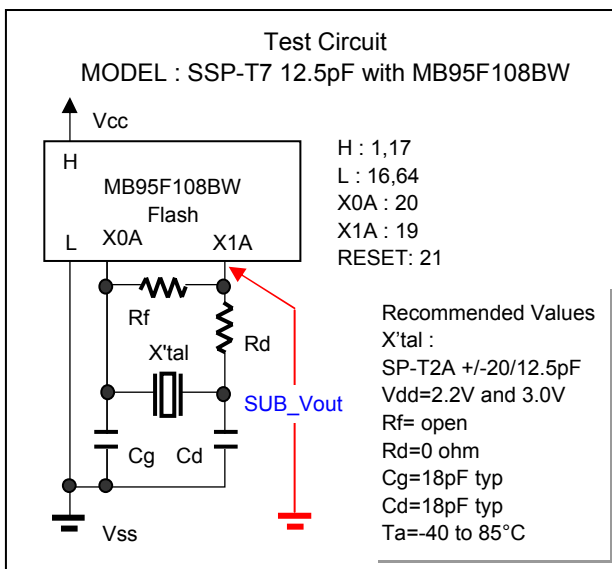 Test Circuit
MODEL : SSP-T7 12.5pF with MB95F108BW
Vcc
H
MB95F108BW
Flash
L X0A X1A
H : 1,17
L : 16,64
X0A : 20
X1A : 19
RESET: 21
Rf
Rd
X'tal
SUB_Vout
Cg Cd
Vss
Recommended Values
X'tal :
SP-T2A +/-20/12.5pF
Vdd=2.2V and 3.0V
Rf= open
Rd=0 ohm
Cg=18pF typ
Cd=18pF typ
Ta=-40 to 85°C